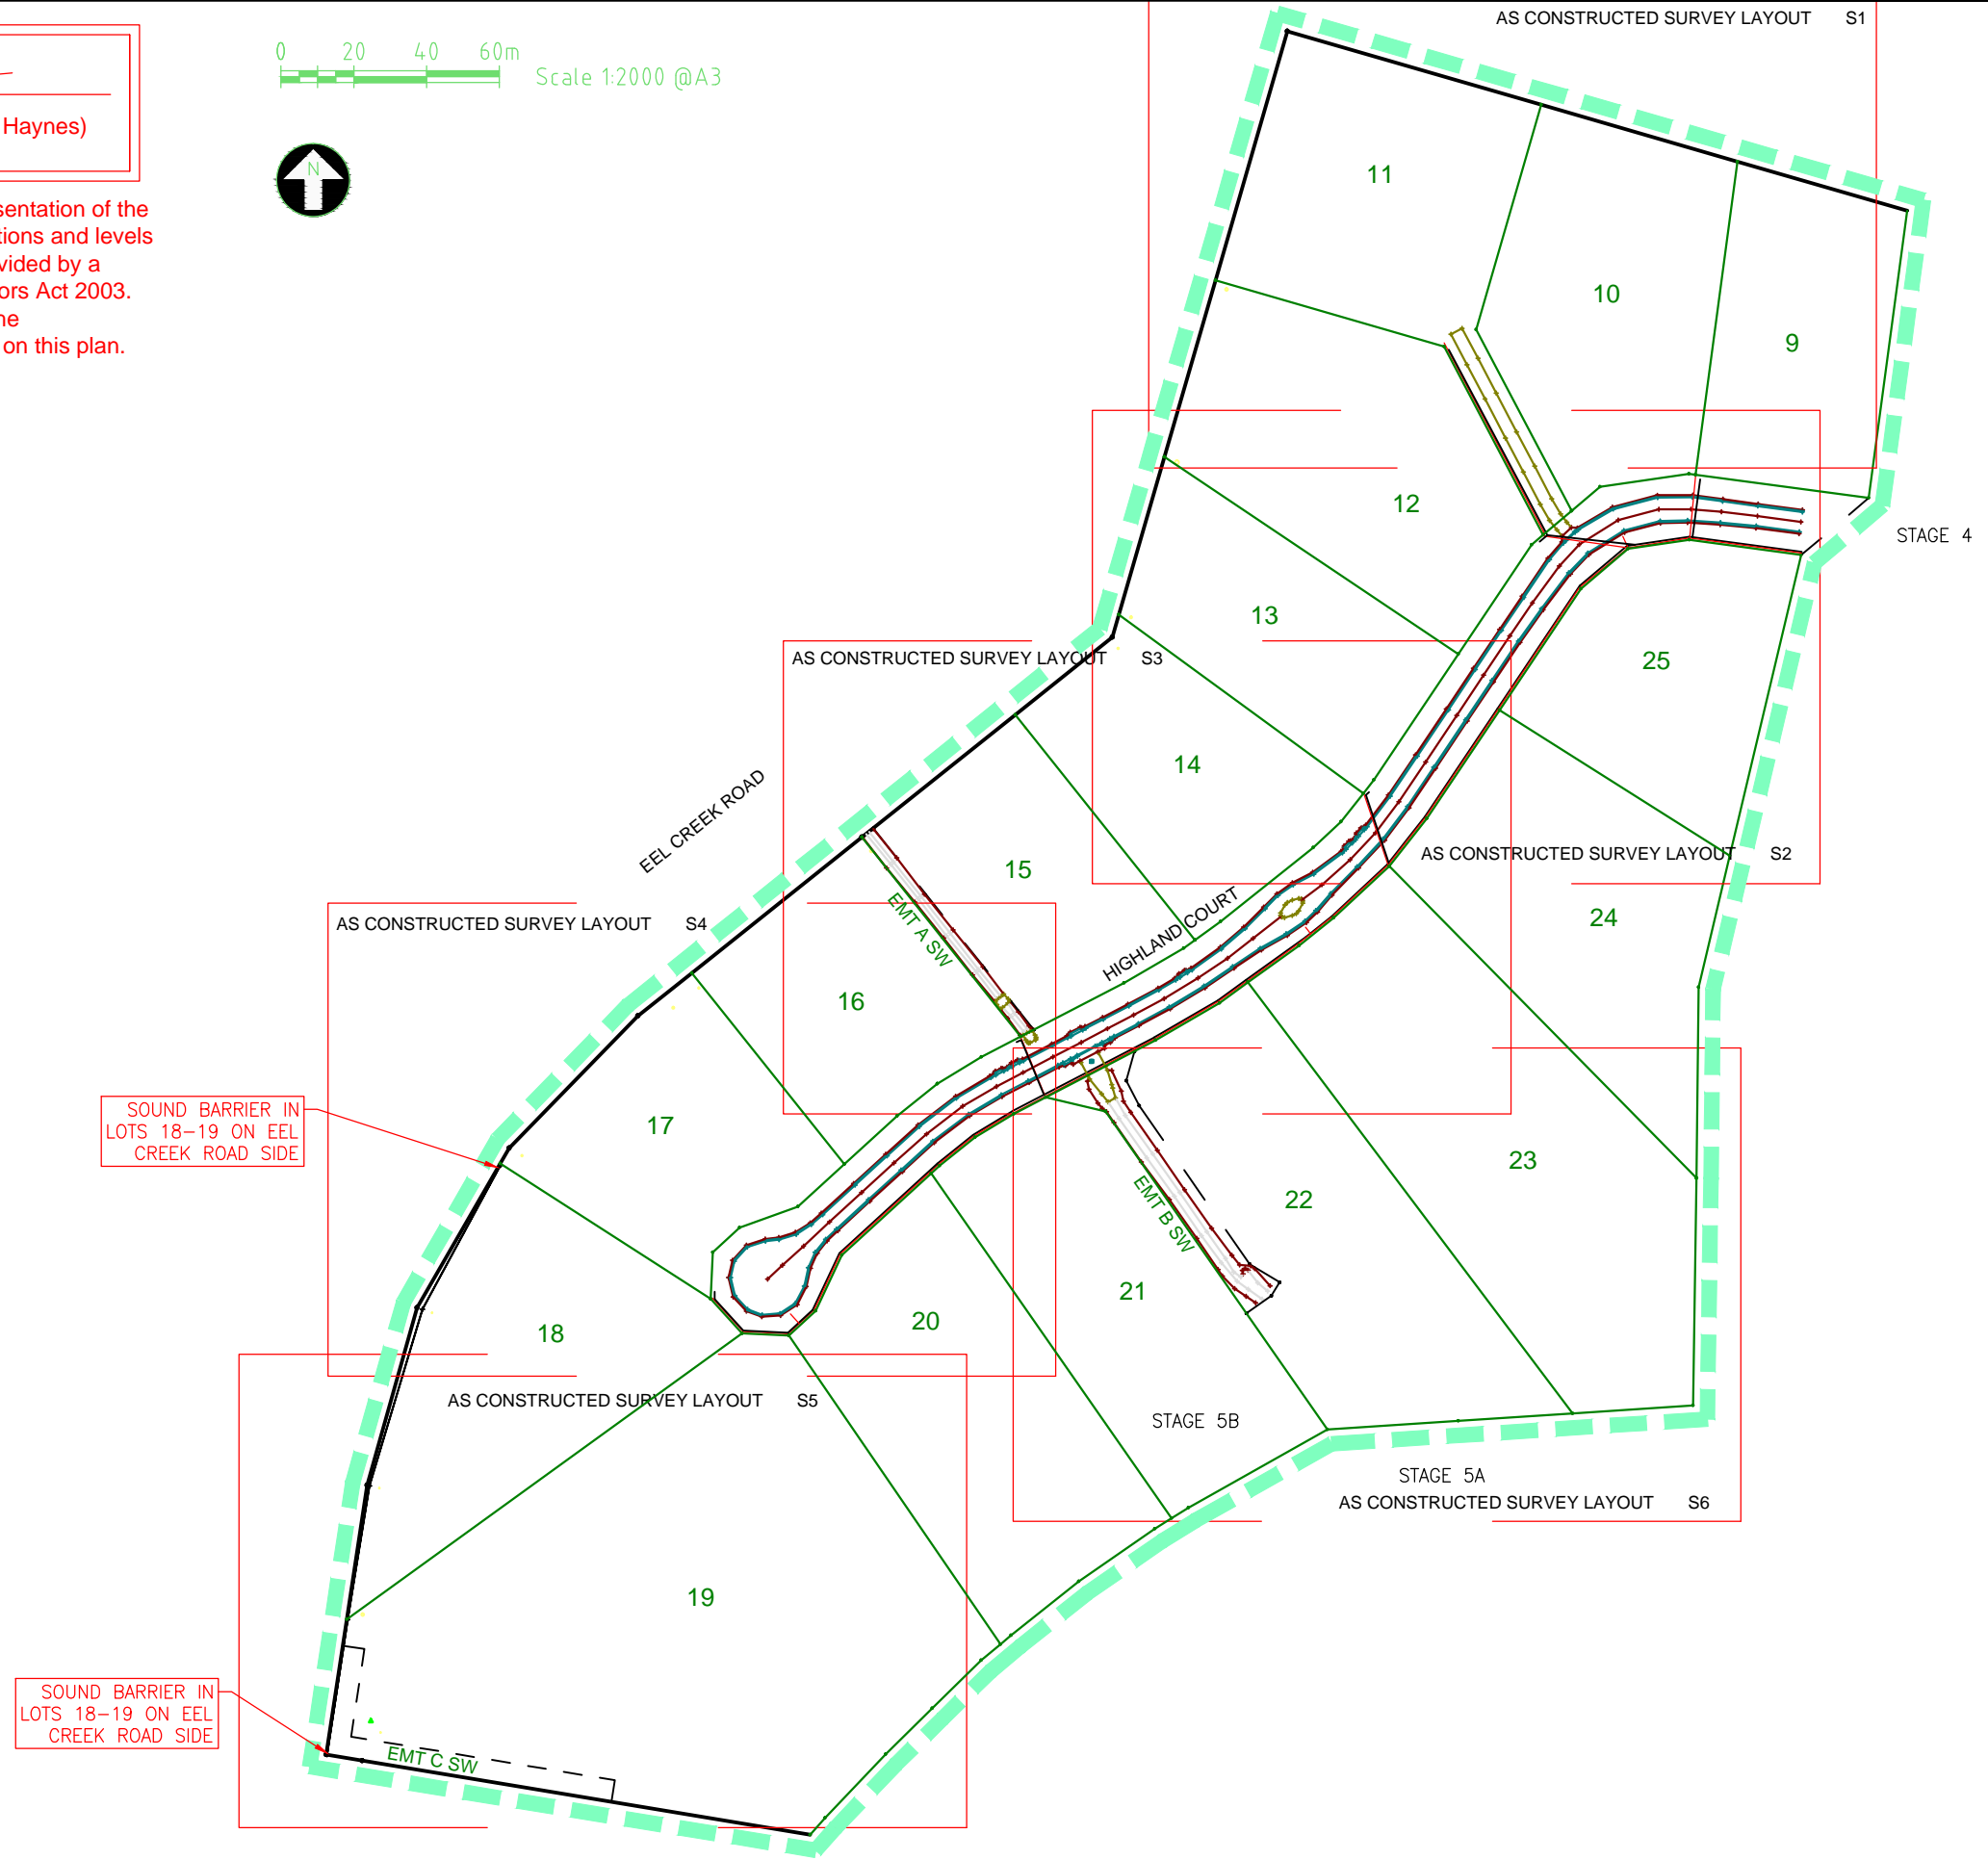 AS CONSTRUCTED SURVEY LAYOUT S1
0 20 40 60m
Scale 1:2000 @A3
Haynes)
N
sentation of the
tions and levels
vided by a
ors Act 2003.
ne
on this plan.
11
10
9
12
STAGE 4
13
25
AS CONSTRUCTED SURVEY LAYOUT S3
14
EEL CREEK ROAD
AS CONSTRUCTED SURVEY LAYOUT S2
15
HIGHLAND COURT
24
AS CONSTRUCTED SURVEY LAYOUT S4
EMT A SW
16
SOUND BARRIER IN
LOTS 18-19 ON EEL
CREEK ROAD SIDE
17
23
22
EMT B SW
21
20
18
AS CONSTRUCTED SURVEY LAYOUT S5
STAGE 5B
STAGE 5A
AS CONSTRUCTED SURVEY LAYOUT S6
19
SOUND BARRIER IN
LOTS 18-19 ON EEL
CREEK ROAD SIDE
EMT C SW